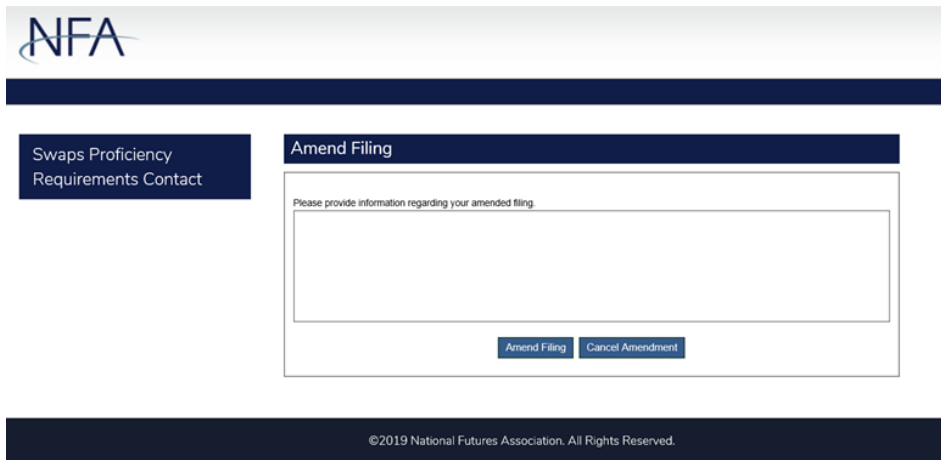 NFA
Swaps Proficiency
Requirements Contact
Amend Filing
Please provide information regarding your amended filing.
Amend Filing
Cancel Amendment
©2019 National Futures Association. All Rights Reserved.